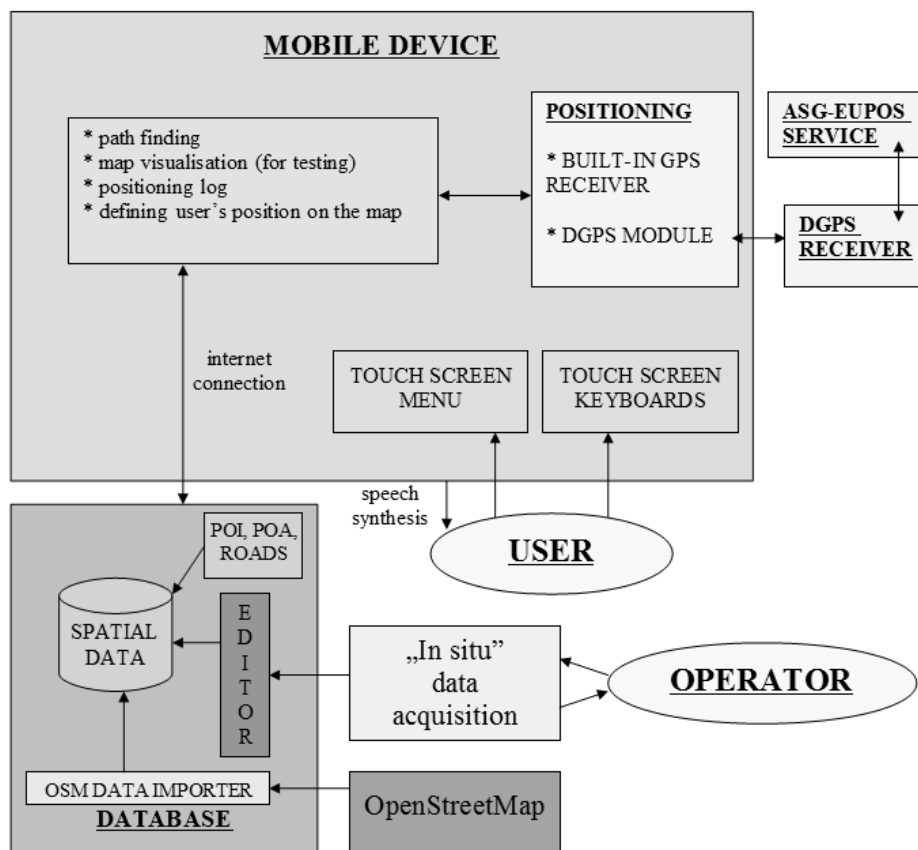 MOBILE DEVICE
* path finding
* map visualisation (for testing)
* positioning log
* defining user's position on the map
POSITIONING
* BUILT-IN GPS
RECEIVER
* DGPS MODULE
ASG-EUPOS
SERVICE
DGPS
RECEIVER
internet
connection
TOUCH SCREEN
MENU
TOUCH SCREEN
KEYBOARDS
speech
synthesis
USER
POI, POA,
ROADS
SPATIAL
DATA
E
D
I
T
O
R
„In situ”
data
acquisition
OPERATOR
OSM DATA IMPORTER
DATABASE
OpenStreetMap